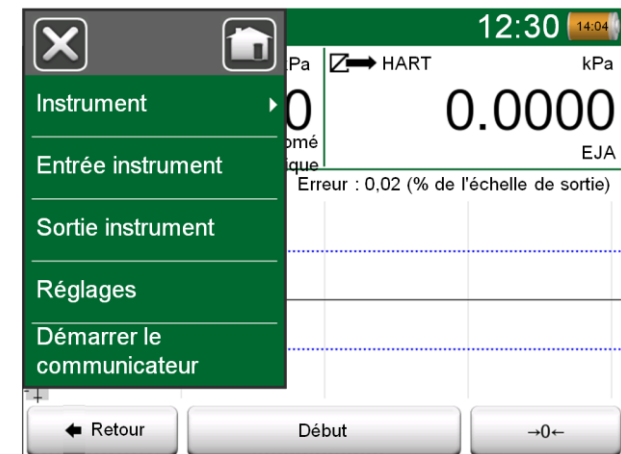 12:30 14:04
Pa HART kPa
0 0.0000
omé
ique EJA
Erreur : 0,02 (% de l'échelle de sortie)
Instrument
Entrée instrument
Sortie instrument
Réglages
Démarrer le
communicateur
Retour Début →0←